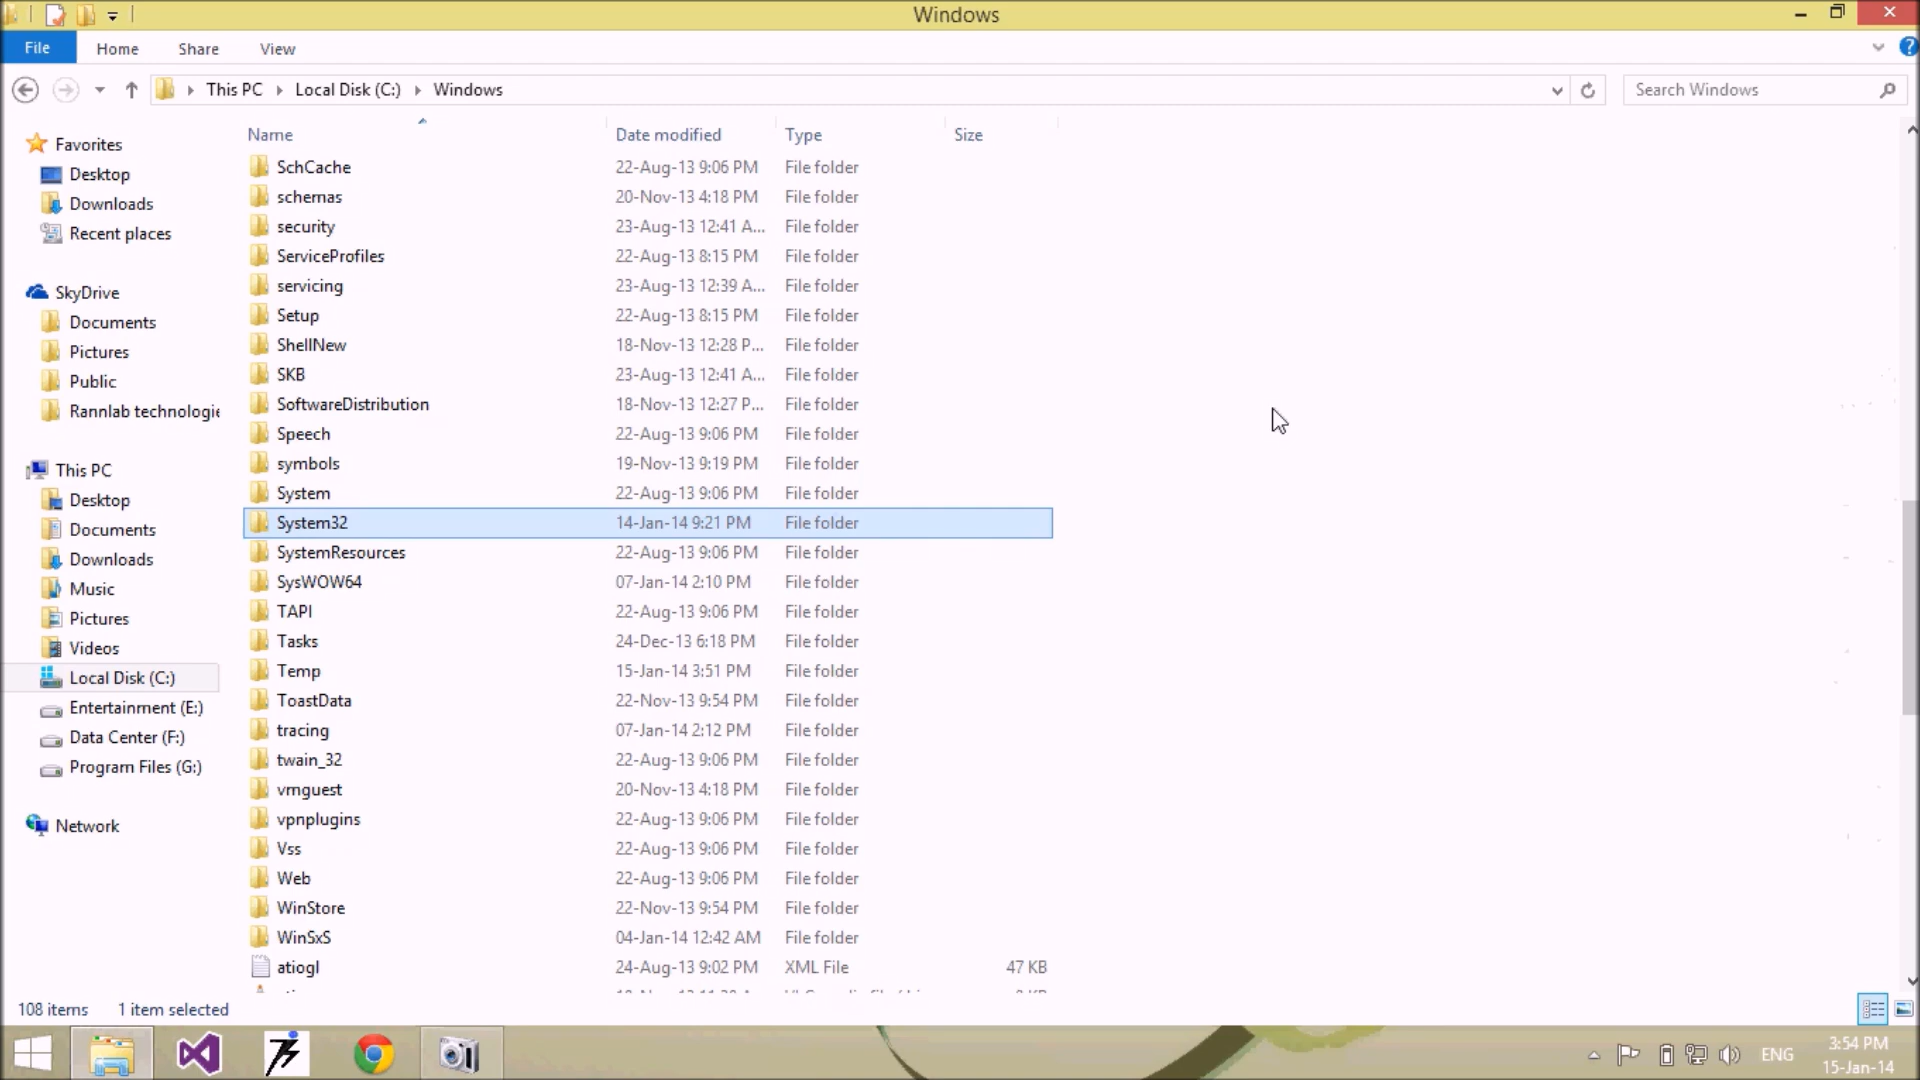 Windows
File Home Share View
This PC Local Disk (C:) Windows
Search Windows
Favorites
Desktop
Downloads
Recent places
SkyDrive
Documents
Pictures
Public
Rannlab technologie
This PC
Desktop
Documents
Downloads
Music
Pictures
Videos
Local Disk (C:)
Entertainment (E:)
Data Center (F:)
Program Files (G:)
Network
Name Date modified Type Size
SchCache 22-Aug-13 9:06 PM File folder
schemas 20-Nov-13 4:18 PM File folder
security 23-Aug-13 12:41 A... File folder
ServiceProfiles 22-Aug-13 8:15 PM File folder
servicing 23-Aug-13 12:39 A... File folder
Setup 22-Aug-13 8:15 PM File folder
ShellNew 18-Nov-13 12:28 P... File folder
SKB 23-Aug-13 12:41 A... File folder
SoftwareDistribution 18-Nov-13 12:27 P... File folder
Speech 22-Aug-13 9:06 PM File folder
symbols 19-Nov-13 9:19 PM File folder
System 22-Aug-13 9:06 PM File folder
System32 14-Jan-14 9:21 PM File folder
SystemResources 22-Aug-13 9:06 PM File folder
SysWOW64 07-Jan-14 2:10 PM File folder
TAPI 22-Aug-13 9:06 PM File folder
Tasks 24-Dec-13 6:18 PM File folder
Temp 15-Jan-14 3:51 PM File folder
ToastData 22-Nov-13 9:54 PM File folder
tracing 07-Jan-14 2:12 PM File folder
twain_32 22-Aug-13 9:06 PM File folder
vmguest 20-Nov-13 4:18 PM File folder
vpnplugins 22-Aug-13 9:06 PM File folder
Vss 22-Aug-13 9:06 PM File folder
Web 22-Aug-13 9:06 PM File folder
WinStore 22-Nov-13 9:54 PM File folder
WinSxS 04-Jan-14 12:42 AM File folder
atiogl 24-Aug-13 9:02 PM XML File 47 KB
108 items 1 item selected
ENG
3:54 PM
15-Jan-14